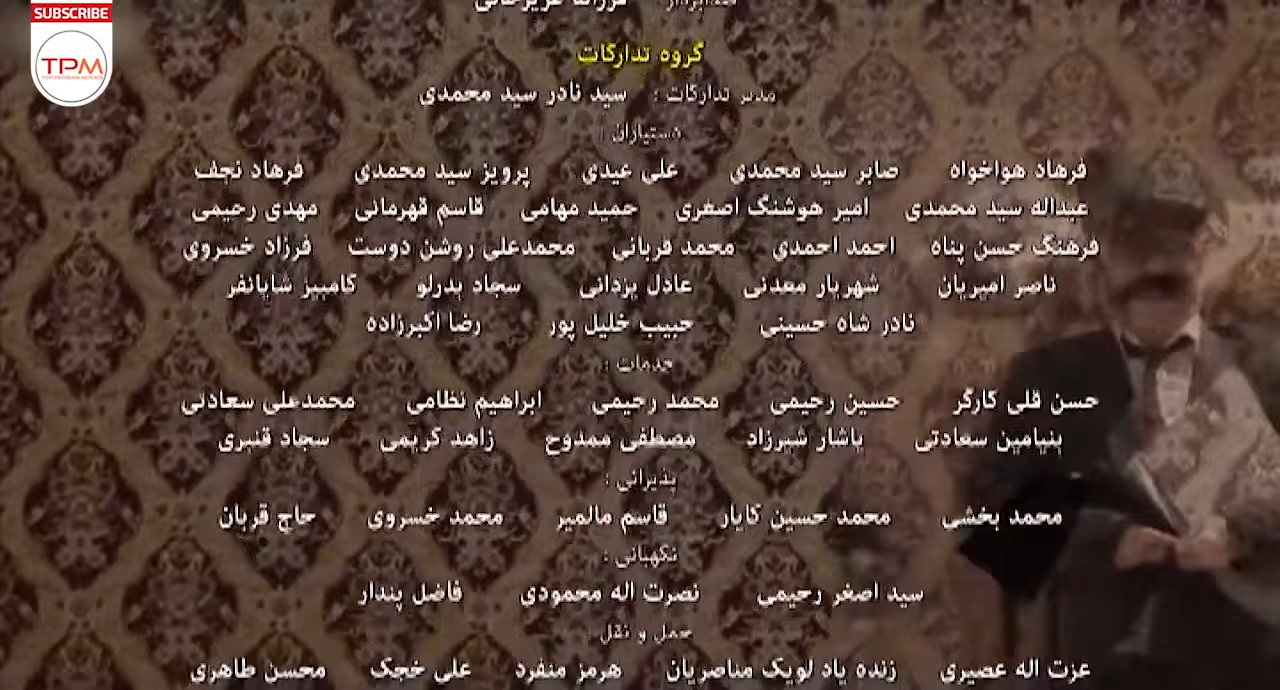 SUBSCRIBE
TPM
TOP PERSIAN MOVIES
گروه تدارکات
مدیر تدارکات : سید نادر سید محمدی
دستیاران :
فرهاد هواخواه صابر سید محمدی علی عیدی پرویز سید محمدی فرهاد نجف
عبداله سید محمدی امیر هوشنگ اصغری حمید مهامی قاسم قهرمانی مهدی رحیمی
فرهنگ حسن پناه احمد احمدی محمد قربانی محمدعلی روشن دوست فرزاد خسروی
ناصر امیریان شهریار معدنی عادل یزدانی سجاد بدرلو کامبیز شایانفر
نادر شاه حسینی حبیب خلیل پور رضا اکبرزاده
خدمات :
حسن قلی کارگر حسین رحیمی محمد رحیمی ابراهیم نظامی محمدعلی سعادتی
بنیامین سعادتی یاشار شیرزاد مصطفی ممدوح زاهد کریمی سجاد قنبری
پذیرائی :
محمد بخشی محمد حسین کایار قاسم مالمیر محمد خسروی حاج قربان
نگهبانی :
سید اصغر رحیمی نصرت اله محمودی فاضل پندار
حمل و نقل :
عزت اله عصیری زنده یاد لویک مناصریان هرمز منفرد علی خجک محسن طاهری